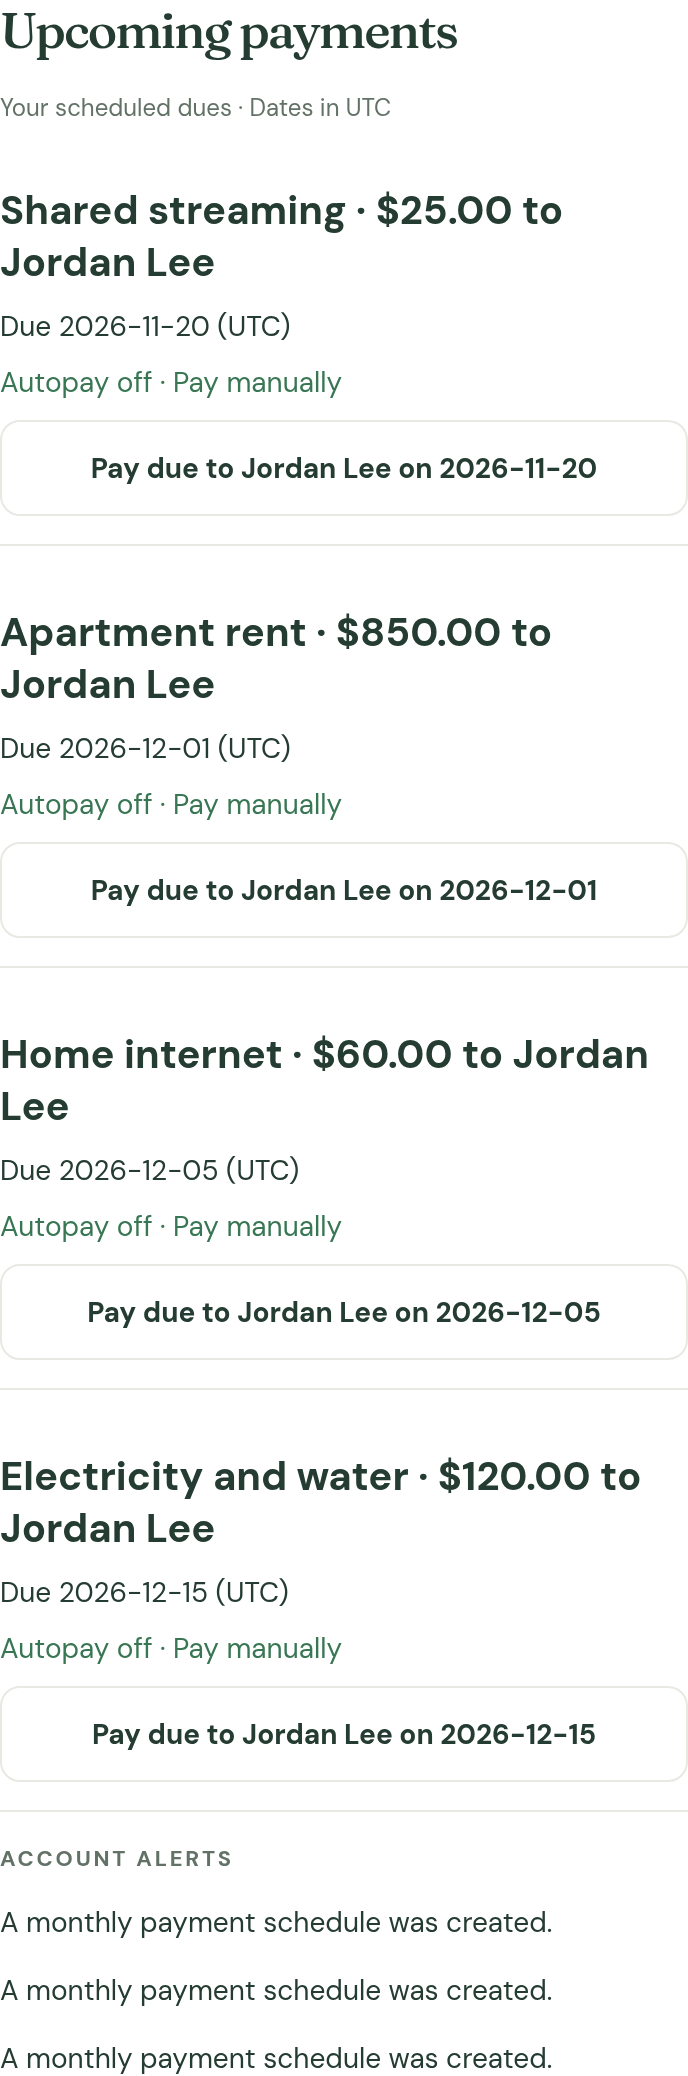 Upcoming payments
Your scheduled dues · Dates in UTC
Shared streaming · $25.00 to
Jordan Lee
Due 2026-11-20 (UTC)
Autopay off · Pay manually
Pay due to Jordan Lee on 2026-11-20
Apartment rent · $850.00 to
Jordan Lee
Due 2026-12-01 (UTC)
Autopay off · Pay manually
Pay due to Jordan Lee on 2026-12-01
Home internet · $60.00 to Jordan
Lee
Due 2026-12-05 (UTC)
Autopay off · Pay manually
Pay due to Jordan Lee on 2026-12-05
Electricity and water · $120.00 to
Jordan Lee
Due 2026-12-15 (UTC)
Autopay off · Pay manually
Pay due to Jordan Lee on 2026-12-15
ACCOUNT ALERTS
A monthly payment schedule was created.
A monthly payment schedule was created.
A monthly payment schedule was created.